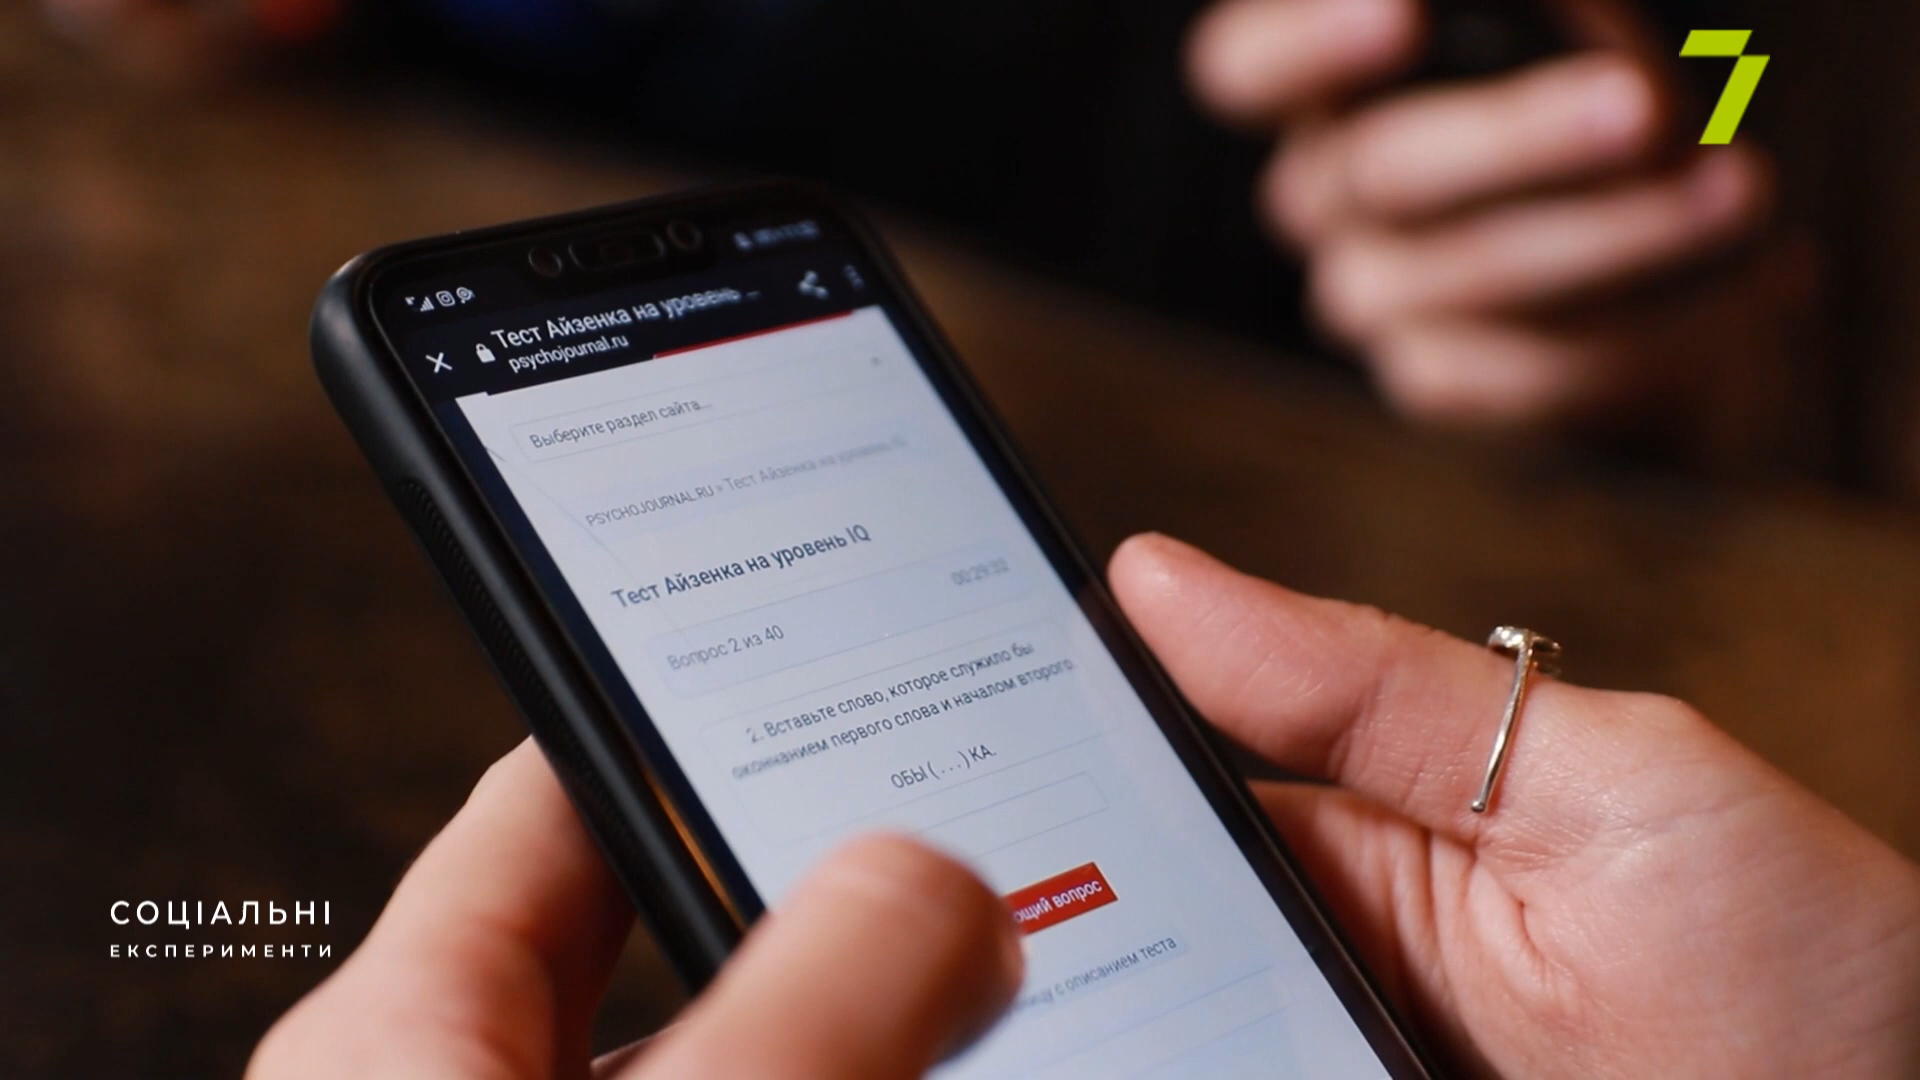 7
Тест Айзенка на уровень ...
psychojournal.ru
Выберите раздел сайта...
PSYCHOJOURNAL.RU » Тест Айзенка на уровень IQ
Тест Айзенка на уровень IQ
Вопрос 2 из 40
00:29:32
2. Вставьте слово, которое служило бы
окончанием первого слова и началом второго.
ОБЫ ( . . . ) КА.
ющий вопрос
ницу с описанием теста
СОЦІАЛЬНІ
ЕКСПЕРИМЕНТИ